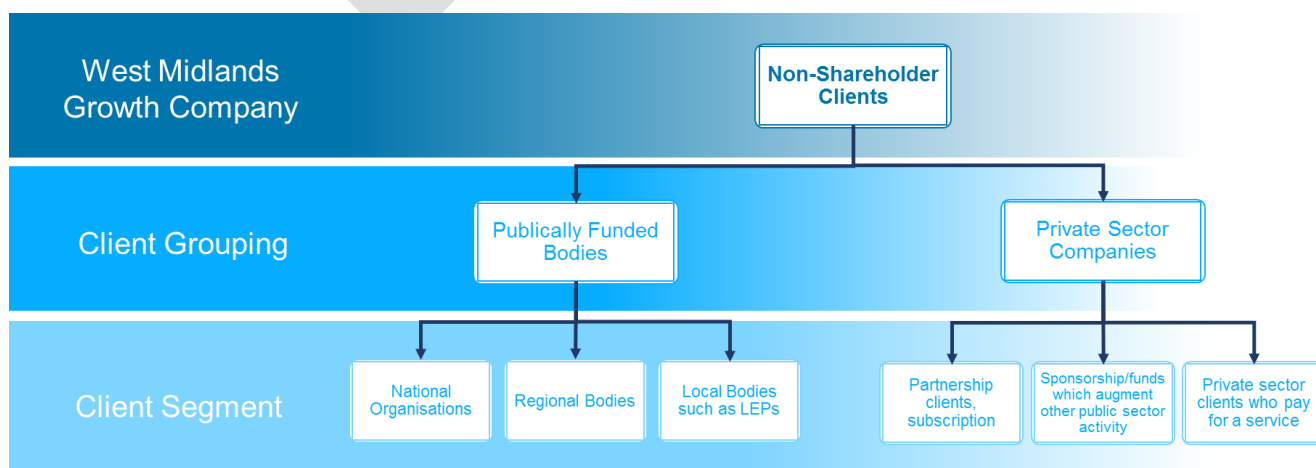 West Midlands
Growth Company
Non-Shareholder
Clients
Client Grouping
Publically Funded
Bodies
Private Sector
Companies
Client Segment
National
Organisations
Regional Bodies
Local Bodies
such as LEPs
Partnership
clients,
subscription
Sponsorship/funds
which augment
other public sector
activity
Private sector
clients who pay
for a service